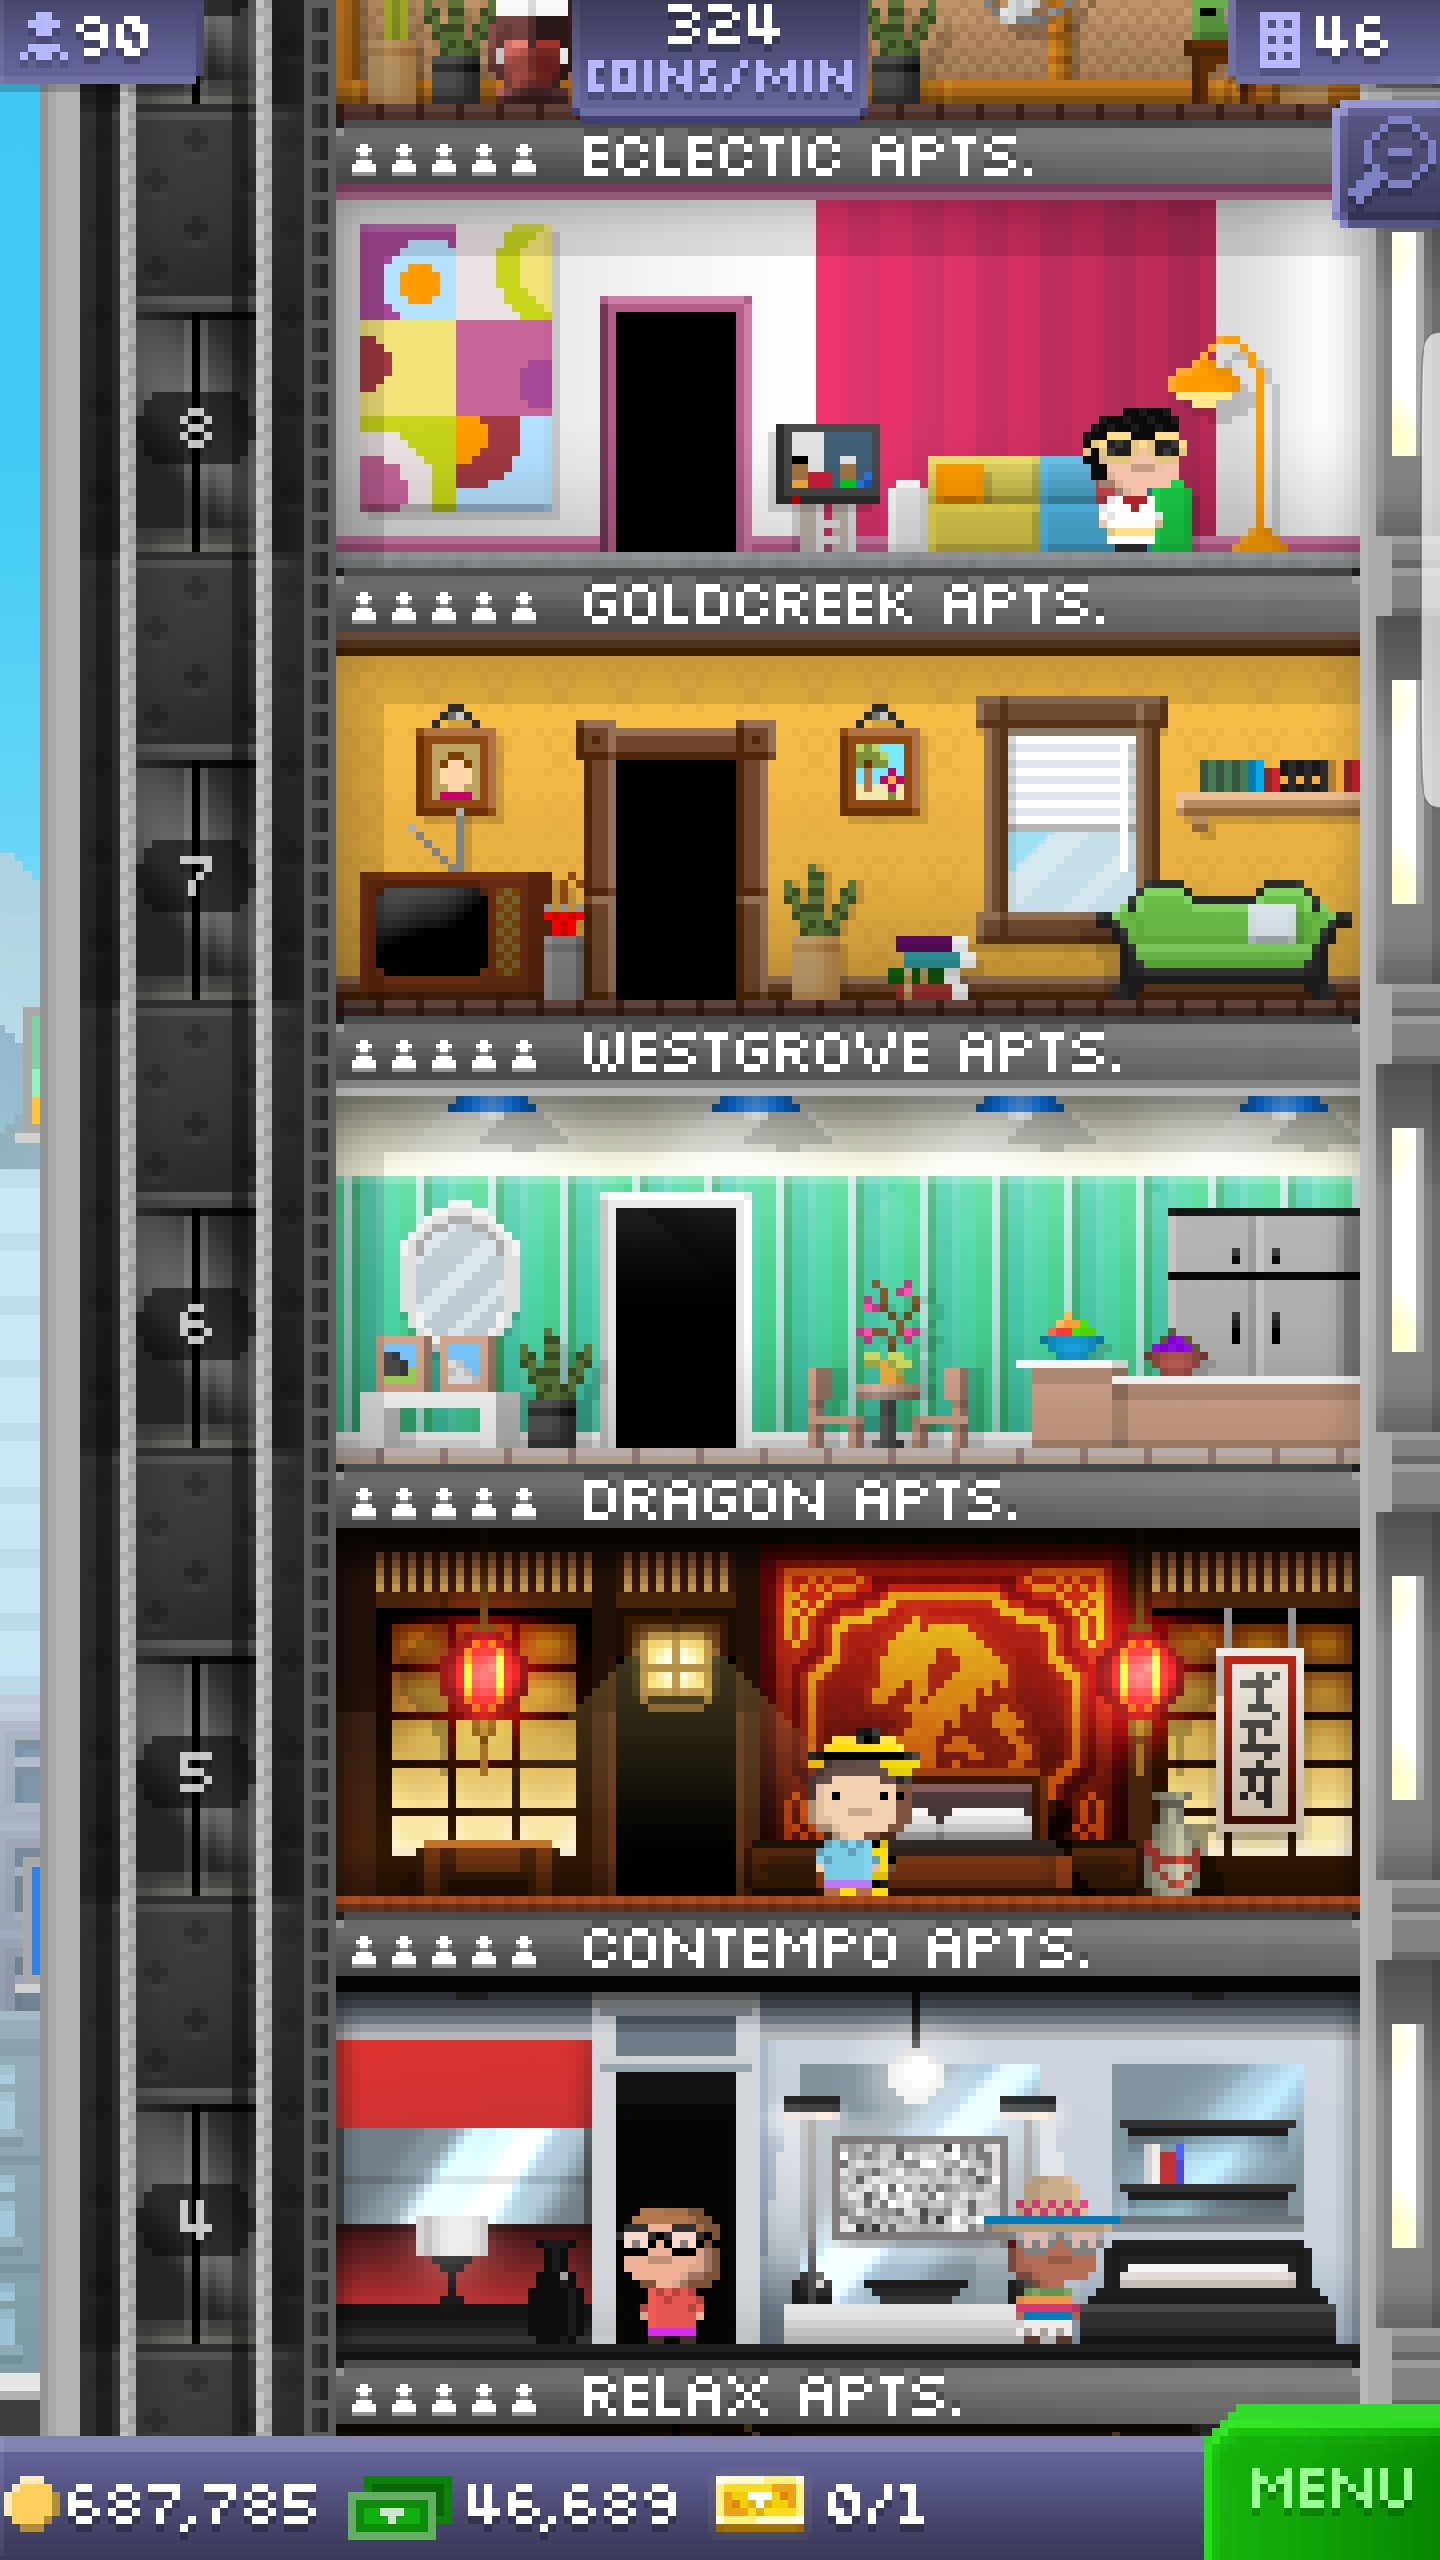 90
324
COINS/MIN
46
ECLECTIC APTS.
8
GOLDCREEK APTS.
7
WESTGROVE APTS.
6
DRAGON APTS.
5
CONTEMPO APTS.
4
RELAX APTS.
687,785
46,689
0/1
MENU